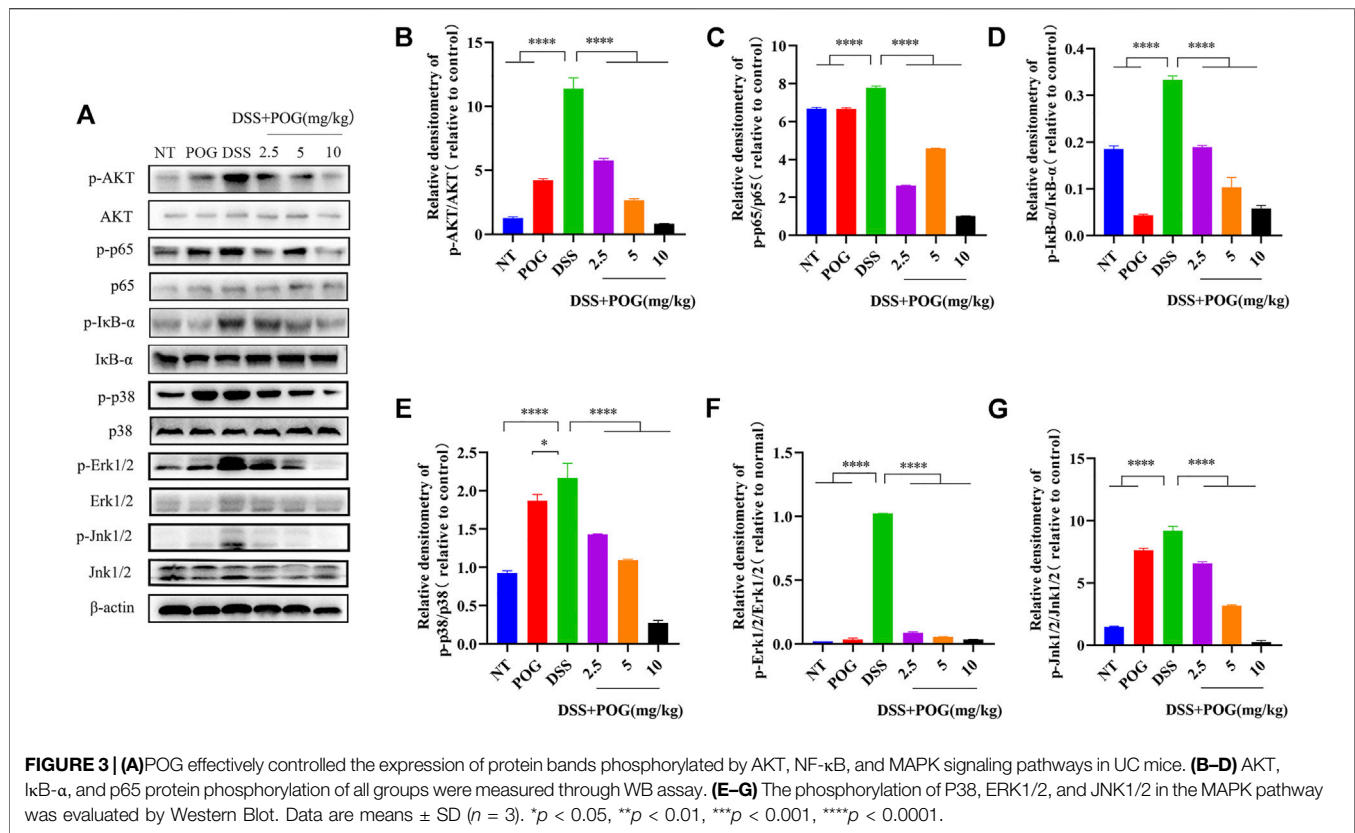 A
DSS+POG(mg/kg)
NT POG DSS 2.5 5 10
p-AKT
AKT
p-p65
p65
p-IκB-α
IκB-α
p-p38
p38
p-Erk1/2
Erk1/2
p-Jnk1/2
Jnk1/2
β-actin
B
Relative densitometry of
p-AKT/AKT( relative to control)
15
10
5
0
**** ****
NT POG DSS 2.5 5 10
DSS+POG(mg/kg)
C
Relative densitometry of
p-p65/p65( relative to control)
10
8
6
4
2
0
**** ****
NT POG DSS 2.5 5 10
DSS+POG(mg/kg)
D
Relative densitometry of
p-IκB-α/IκB-α( relative to control)
0.4
0.3
0.2
0.1
0.0
**** ****
NT POG DSS 2.5 5 10
DSS+POG(mg/kg)
E
Relative densitometry of
p-p38/p38( relative to control)
2.5
2.0
1.5
1.0
0.5
0.0
**** ****
*
NT POG DSS 2.5 5 10
DSS+POG(mg/kg)
F
Relative densitometry of
p-Erk1/2/Erk1/2( relative to normal)
1.5
1.0
0.5
0.0
**** ****
NT POG DSS 2.5 5 10
DSS+POG(mg/kg)
G
Relative densitometry of
p-Jnk1/2/Jnk1/2( relative to control)
15
10
5
0
**** ****
NT POG DSS 2.5 5 10
DSS+POG(mg/kg)
FIGURE 3 | (A)POG effectively controlled the expression of protein bands phosphorylated by AKT, NF-κB, and MAPK signaling pathways in UC mice. (B–D) AKT,
IκB-α, and p65 protein phosphorylation of all groups were measured through WB assay. (E–G) The phosphorylation of P38, ERK1/2, and JNK1/2 in the MAPK pathway
was evaluated by Western Blot. Data are means ± SD (n = 3). *p < 0.05, **p < 0.01, ***p < 0.001, ****p < 0.0001.